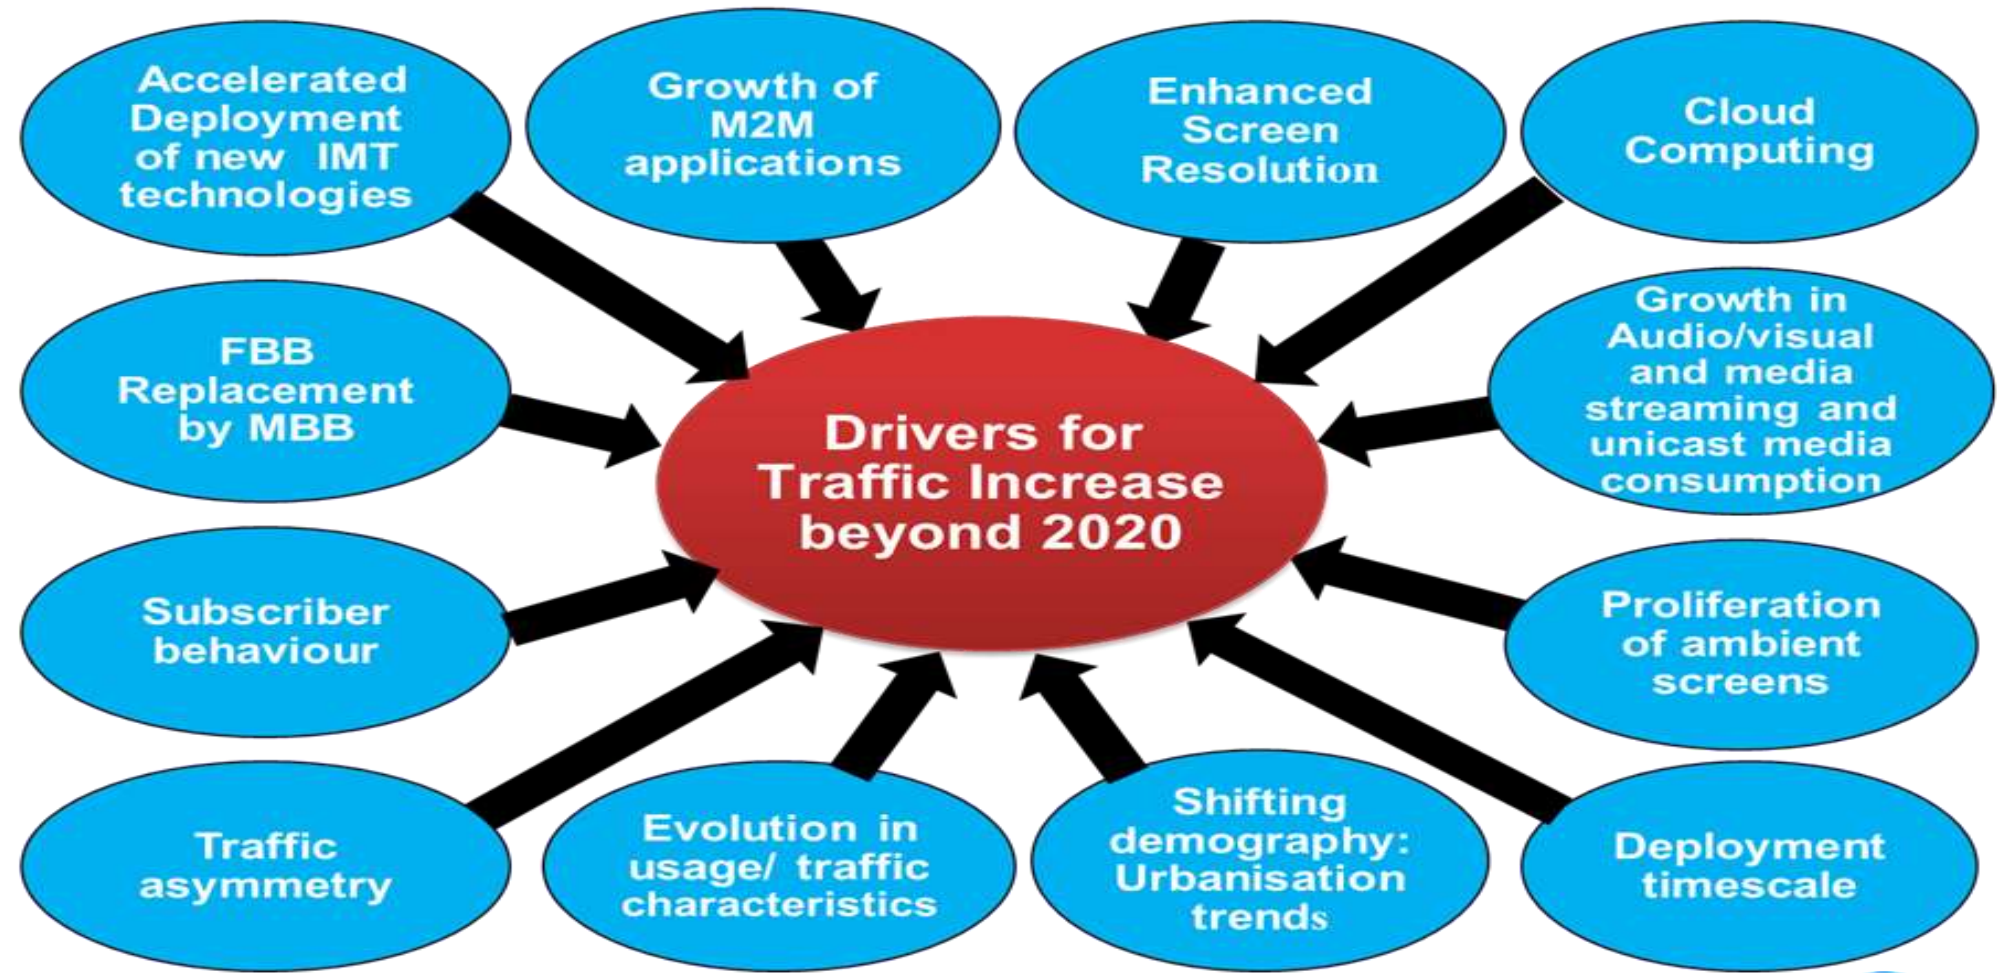 Accelerated
Deployment
of new IMT
technologies
Growth of
M2M
applications
Enhanced
Screen
Resolution
Cloud
Computing
FBB
Replacement
by MBB
Drivers for
Traffic Increase
beyond 2020
Growth in
Audio/visual
and media
streaming and
unicast media
consumption
Subscriber
behaviour
Proliferation
of ambient
screens
Traffic
asymmetry
Evolution in
usage/ traffic
characteristics
Shifting
demography:
Urbanisation
trends
Deployment
timescale